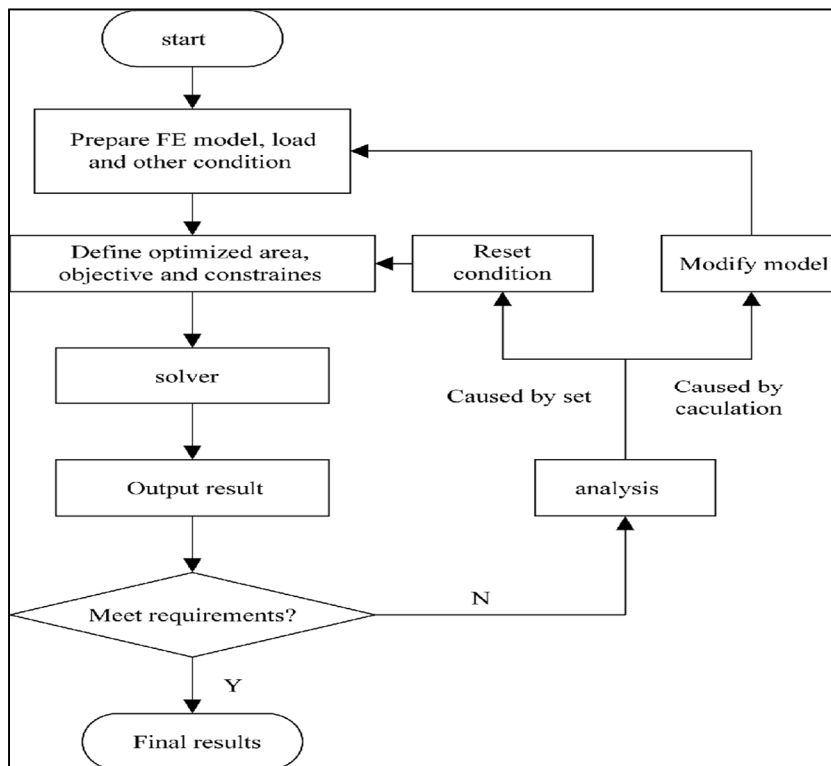 start
Prepare FE model, load
and other condition
Define optimized area,
objective and constraines
Reset
condition
Modify model
solver
Caused by set
Caused by
caculation
Output result
analysis
Meet requirements?
N
Y
Final results